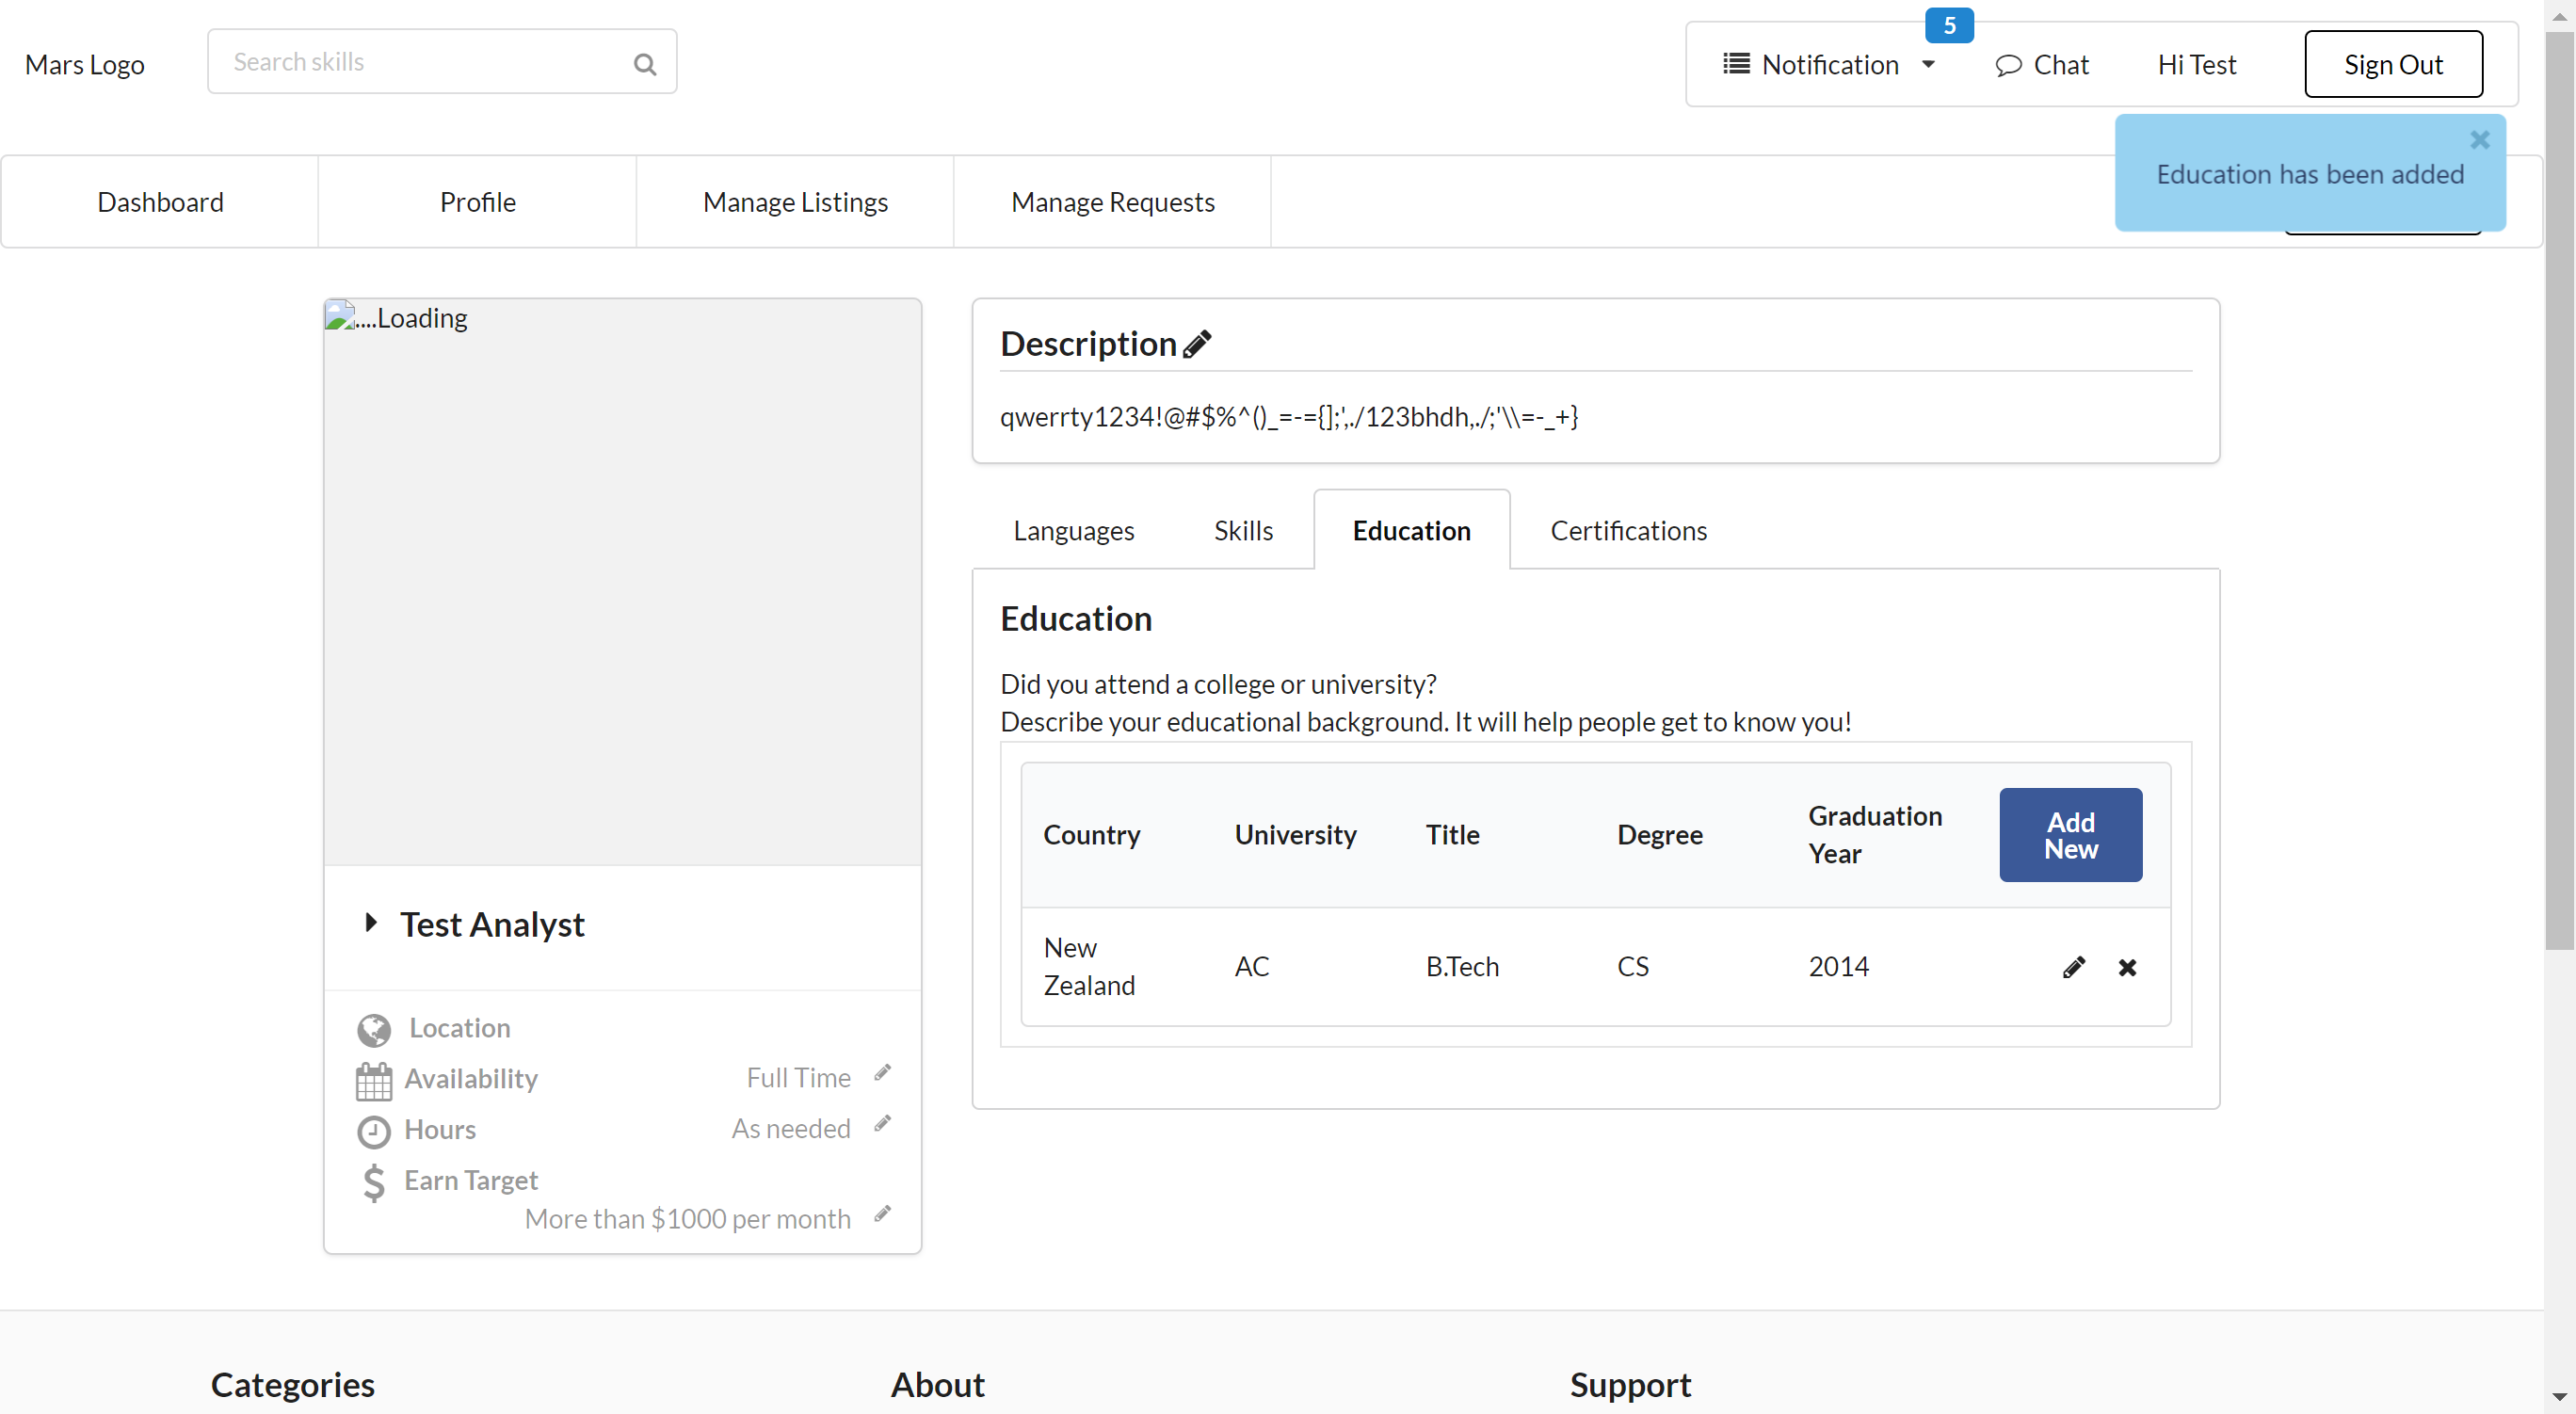 Mars Logo
Search skills
Notification
5
Chat
Hi Test
Sign Out
Education has been added
Dashboard
Profile
Manage Listings
Manage Requests
....Loading
Test Analyst
Location
Availability
Full Time
Hours
As needed
Earn Target
More than $1000 per month
Description
qwerrty1234!@#$%^()_=-={];',./123bhdh,./;'\\=-_+}
Languages
Skills
Education
Certifications
Education
Did you attend a college or university?
Describe your educational background. It will help people get to know you!
Country
University
Title
Degree
Graduation
Year
Add
New
New
Zealand
AC
B.Tech
CS
2014
Categories
About
Support